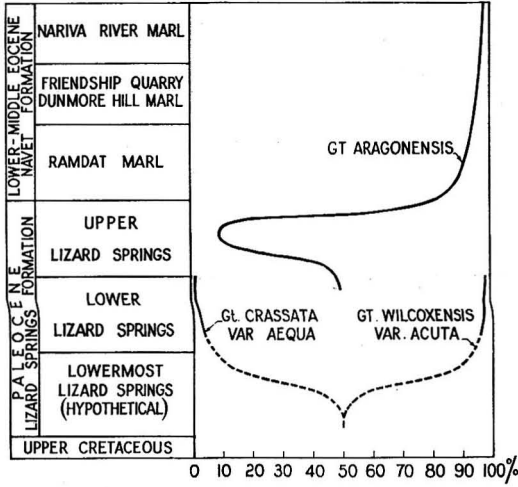 LOWER-MIDDLE EOCENE
NAVET FORMATION
NARIVA RIVER MARL
FRIENDSHIP QUARRY
DUNMORE HILL MARL
RAMDAT MARL
GT ARAGONENSIS
PALEOCENE
LIZARD SPRINGS FORMATION
UPPER
LIZARD SPRINGS
LOWER
LIZARD SPRINGS
Gt. CRASSATA
VAR AEQUA
GT. WILCOXENSIS
VAR. ACUTA
LOWERMOST
LIZARD SPRINGS
(HYPOTHETICAL)
UPPER CRETACEOUS
0 10 20 30 40 50 60 70 80 90 100%